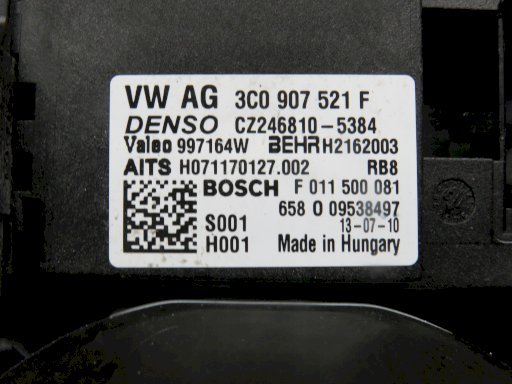 VW AG 3C0 907 521 F
DENSO CZ246810-5384
Valeo 997164W BEHR H2162003
AITS H071170127.002 RB8
BOSCH F 011 500 081
658 O 09538497
S001 13-07-10
H001 Made in Hungary